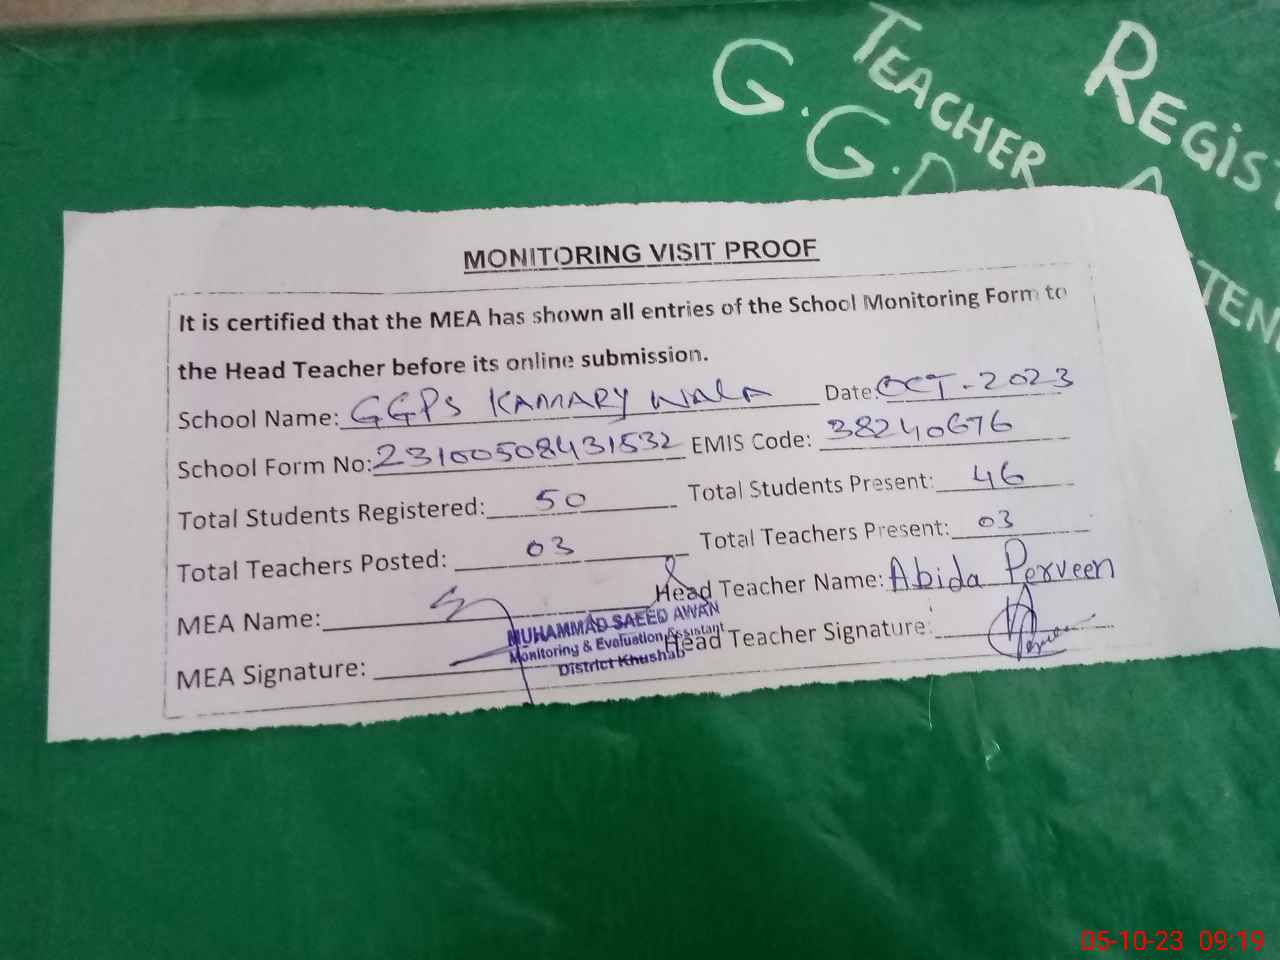 TEACHER REGIST
G.G.
TTEN
MONITORING VISIT PROOF
It is certified that the MEA has shown all entries of the School Monitoring Form to
the Head Teacher before its online submission.
School Name: GGPS KAMARY WALA Date: OCT-2023
School Form No: 23100508431532 EMIS Code: 38240676
Total Students Registered: 50 Total Students Present: 46
Total Teachers Posted: 03 Total Teachers Present: 03
MEA Name: Head Teacher Name: Abida Perveen
MUHAMMAD SAEED AWAN
Monitoring & Evaluation Assistant
District Khushab
MEA Signature: Head Teacher Signature:
05-10-23 09:19